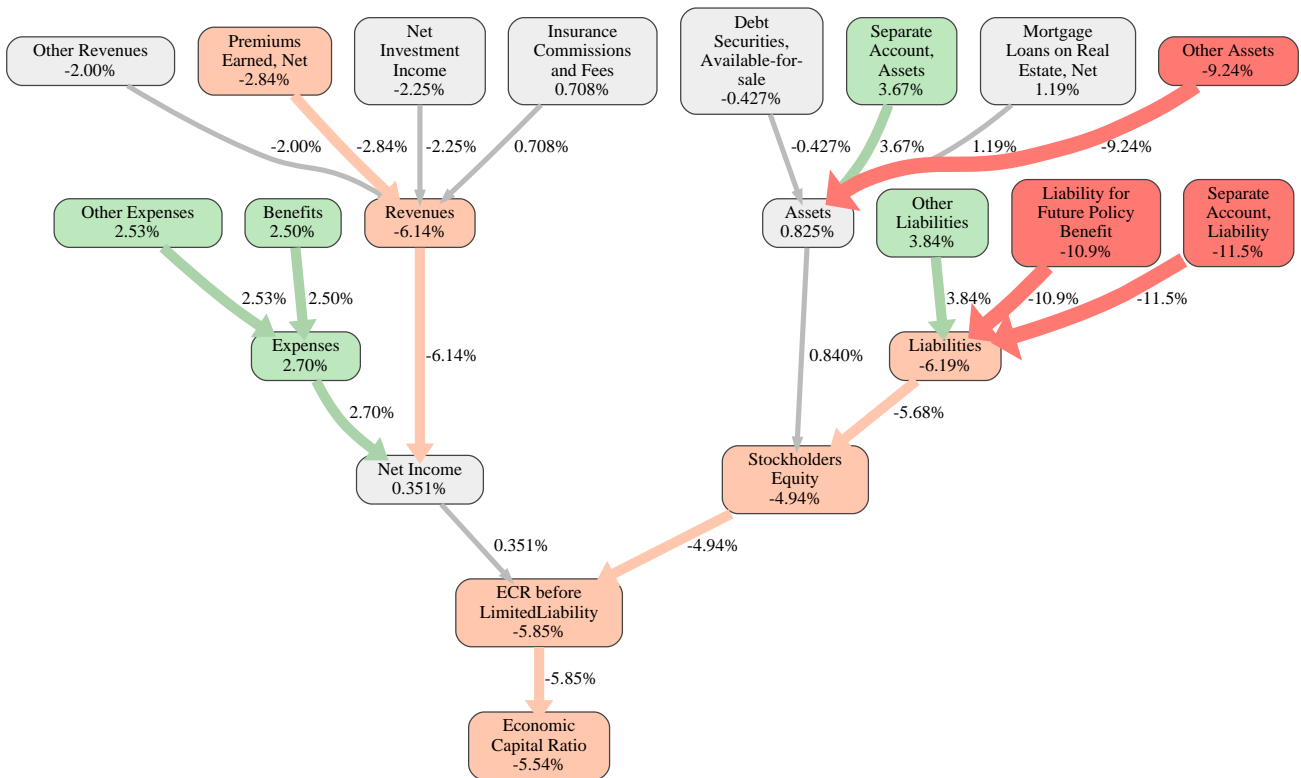 Other Revenues
-2.00%
Premiums
Earned, Net
-2.84%
Net
Investment
Income
-2.25%
Insurance
Commissions
and Fees
0.708%
Debt
Securities,
Available-for-
sale
-0.427%
Separate
Account,
Assets
3.67%
Mortgage
Loans on Real
Estate, Net
1.19%
Other Assets
-9.24%
-2.00%
-2.84%
-2.25%
0.708%
-0.427%
3.67%
1.19%
-9.24%
Other Expenses
2.53%
Benefits
2.50%
Revenues
-6.14%
Assets
0.825%
Other
Liabilities
3.84%
Liability for
Future Policy
Benefit
-10.9%
Separate
Account,
Liability
-11.5%
2.53%
2.50%
3.84%
-10.9%
-11.5%
Expenses
2.70%
-6.14%
0.840%
Liabilities
-6.19%
2.70%
-5.68%
Net Income
0.351%
Stockholders
Equity
-4.94%
0.351%
-4.94%
ECR before
LimitedLiability
-5.85%
-5.85%
Economic
Capital Ratio
-5.54%